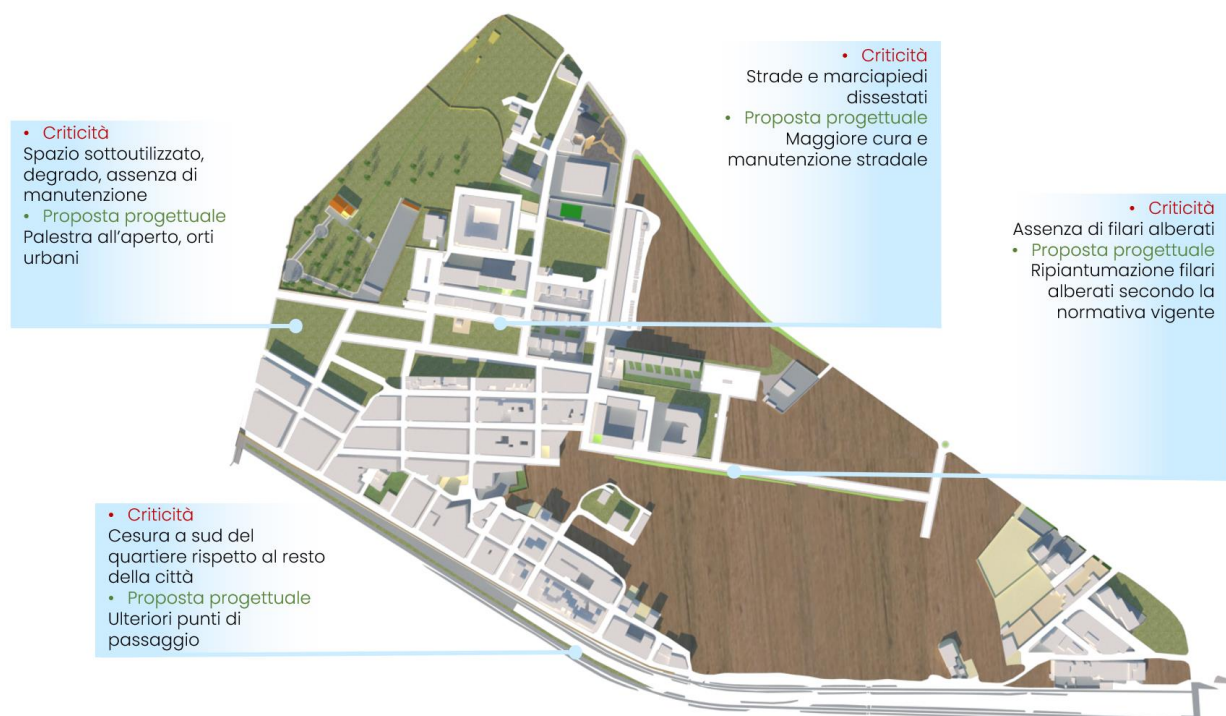 • Criticità
Strade e marciapiedi
dissestati
• Proposta progettuale
Maggiore cura e
manutenzione stradale
• Criticità
Spazio sottoutilizzato,
degrado, assenza di
manutenzione
• Proposta progettuale
Palestra all'aperto, orti
urbani
• Criticità
Assenza di filari alberati
• Proposta progettuale
Ripiantumazione filari
alberati secondo la
normativa vigente
• Criticità
Cesura a sud del
quartiere rispetto al resto
della città
• Proposta progettuale
Ulteriori punti di
passaggio